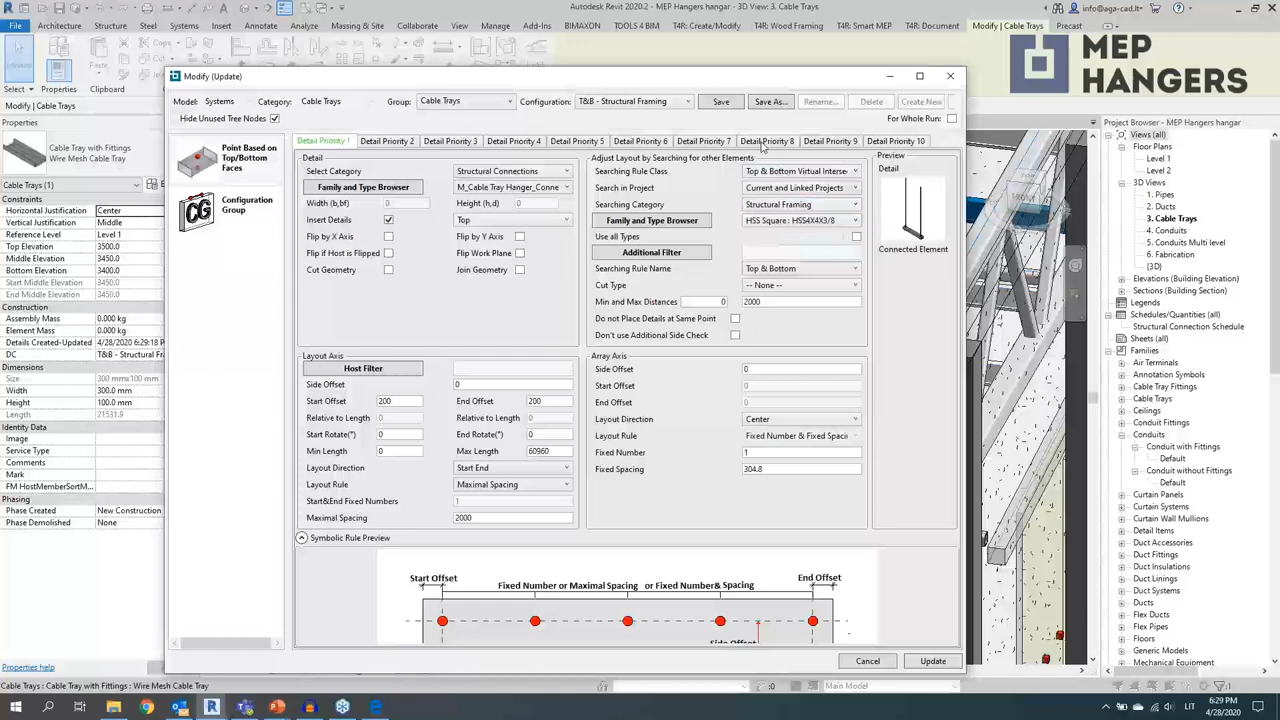 Autodesk Revit 2020.2 - MEP Hangers hangar - 3D View: 3. Cable Trays
info@aga-cad.lt
File Architecture Structure Systems Insert Annotate Analyze Massing & Site Collaborate View Manage Add-Ins BIMAXON TOOLS 4 BIM T4R: Create/Modify T4R: Wood Framing T4R: Smart MEP T4R: Document Modify | Cable Trays Precast
MEP
HANGERS
Select Properties Clipboard
Modify | Cable Trays
Properties
Cable Tray with Fittings
Wire Mesh Cable Tray
Cable Trays (1)
Constraints
Horizontal Justification Center
Vertical Justification Middle
Reference Level Level 1
Top Elevation 3500.0
Middle Elevation 3450.0
Bottom Elevation 3400.0
Start Middle Elevation 3450.0
End Middle Elevation 3450.0
Construction
Assembly Mass 0.000 kg
Element Mass 0.000 kg
Details Created-Updated 4/28/2020 6:29:18 P
DC T&B - Structural Fram
Dimensions
Size 300 mmx100 mm
Width 300.0 mm
Height 100.0 mm
Length 21531.9
Identity Data
Image
Service Type
Comments
Mark
FM HostMemberSortM...
Phasing
Phase Created New Construction
Phase Demolished None
Properties help
Modify (Update)
Model: Systems Category: Cable Trays Group: Cable Trays Configuration: T&B - Structural Framing Save Save As... Rename... Delete Create New
Hide Unused Tree Nodes For Whole Run:
Point Based on
Top/Bottom
Faces
Configuration
Group
Detail Priority 1 Detail Priority 2 Detail Priority 3 Detail Priority 4 Detail Priority 5 Detail Priority 6 Detail Priority 7 Detail Priority 8 Detail Priority 9 Detail Priority 10
Detail
Select Category Structural Connections
Family and Type Browser M_Cable Tray Hanger_Conne
Width (b,bf) 0 Height (h,d) 0
Insert Details Top
Flip by X Axis Flip by Y Axis
Flip if Host is Flipped Flip Work Plane
Cut Geometry Join Geometry
Adjust Layout by Searching for other Elements
Searching Rule Class Top & Bottom Virtual Interse
Search in Project Current and Linked Projects
Searching Category Structural Framing
Family and Type Browser HSS Square : HSS4X4X3/8
Use all Types
Additional Filter
Searching Rule Name Top & Bottom
Cut Type -- None --
Min and Max Distances 0 2000
Do not Place Details at Same Point
Don't use Additional Side Check
Preview
Detail
Connected Element
Layout Axis
Host Filter
Side Offset 0
Start Offset 200 End Offset 200
Relative to Length 0 Relative to Length 0
Start Rotate(°) 0 End Rotate(°) 0
Min Length 0 Max Length 60960
Layout Direction Start End
Layout Rule Maximal Spacing
Start&End Fixed Numbers 1
Maximal Spacing 2000
Array Axis
Side Offset 0
Start Offset 0
End Offset 0
Layout Direction Center
Layout Rule Fixed Number & Fixed Spaci
Fixed Number 1
Fixed Spacing 304.8
Symbolic Rule Preview
Start Offset Fixed Number or Maximal Spacing or Fixed Number& Spacing End Offset
Side Offset
Cancel Update
Project Browser - MEP Hangers hangar
Views (all)
Floor Plans
Level 1
Level 2
3D Views
1. Pipes
2. Ducts
3. Cable Trays
4. Conduits
5. Conduits Multi level
6. Fabrication
{3D}
Elevations (Building Elevation)
Sections (Building Section)
Legends
Schedules/Quantities (all)
Structural Connection Schedule
Sheets (all)
Families
Air Terminals
Annotation Symbols
Cable Tray Fittings
Cable Trays
Ceilings
Conduit Fittings
Conduits
Conduit with Fittings
Default
Conduit without Fittings
Default
Curtain Panels
Curtain Systems
Curtain Wall Mullions
Detail Items
Duct Accessories
Duct Fittings
Duct Insulations
Duct Linings
Duct Systems
Ducts
Flex Ducts
Flex Pipes
Floors
Generic Models
Mechanical Equipment
Cable Trays : Cable Tray with Fittings : Wire Mesh Cable Tray
:0 Main Model :1
LIT 6:29 PM
4/28/2020